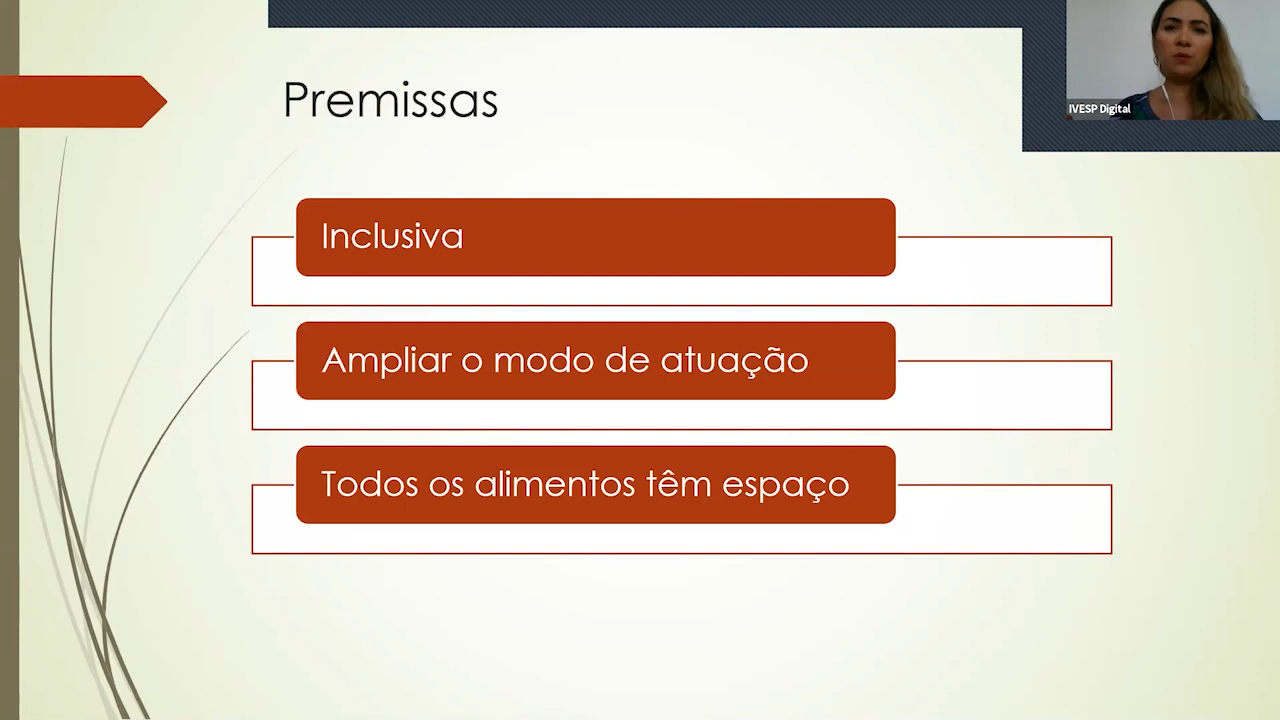 Premissas
IVESP Digital
Inclusiva
Ampliar o modo de atuação
Todos os alimentos têm espaço